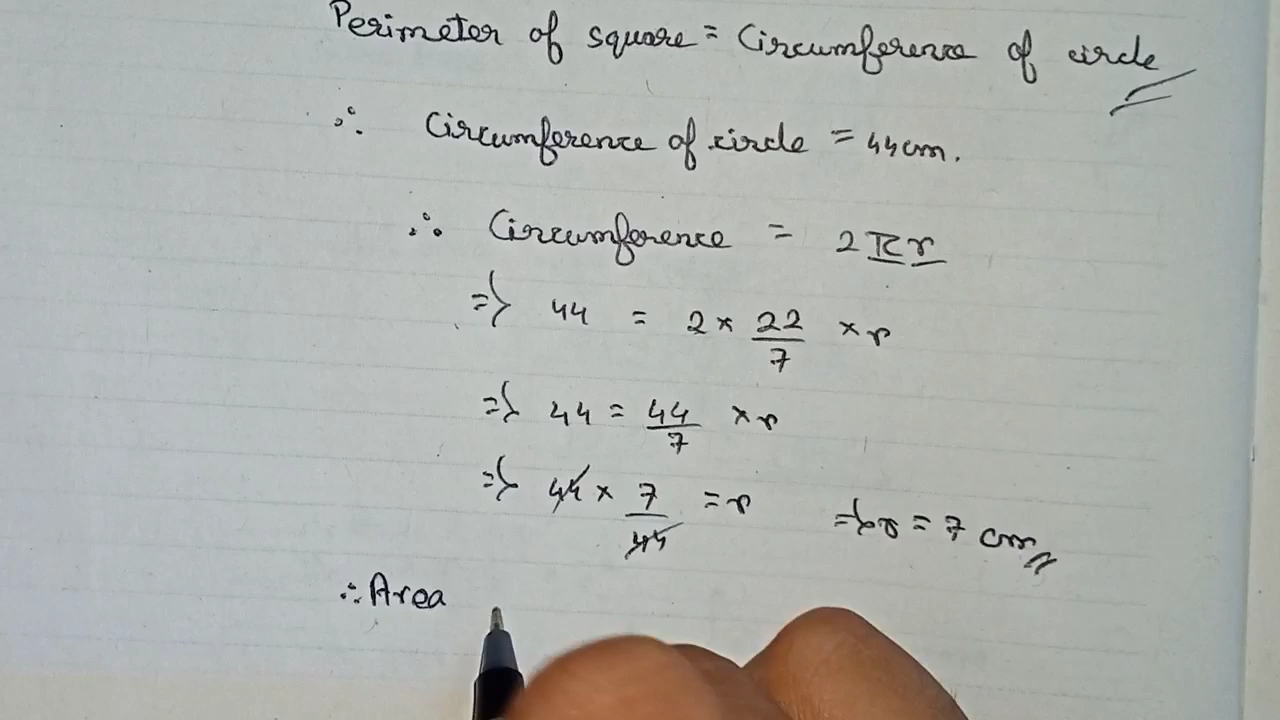 Perimeter of square = Circumference of circle
∴ Circumference of circle = 44cm.
∴ Circumference = 2πr
=> 44 = 2 × 22/7 × r
=> 44 = 44/7 × r
=> 44 × 7/44 = r => r = 7 cm
∴ Area